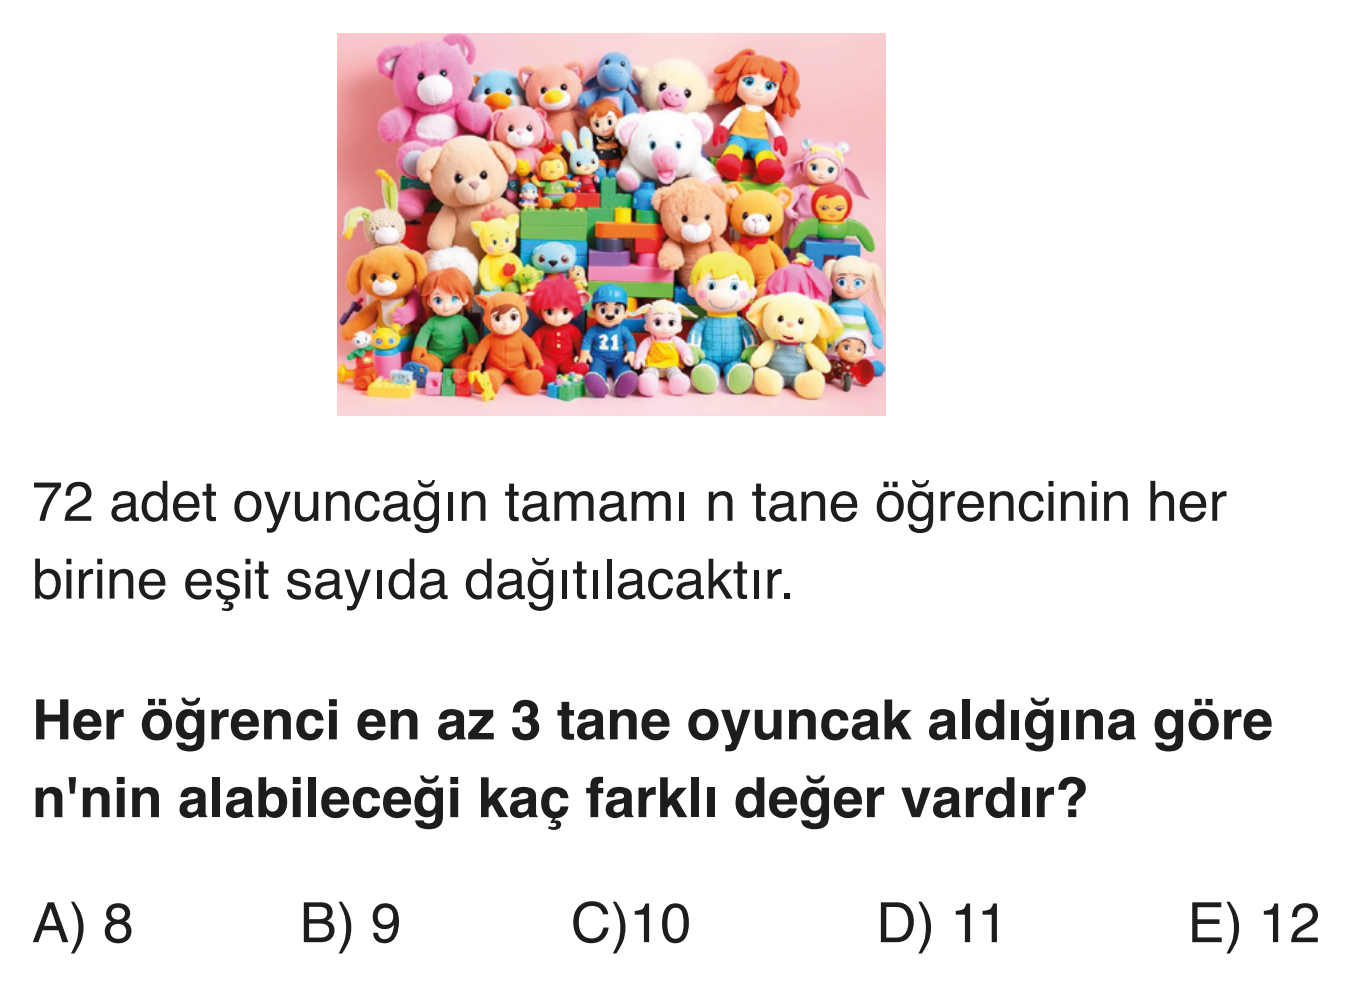 21
72 adet oyuncağın tamamı n tane öğrencinin her
birine eşit sayıda dağıtılacaktır.
Her öğrenci en az 3 tane oyuncak aldığına göre
n'nin alabileceği kaç farklı değer vardır?
A) 8 B) 9 C)10 D) 11 E) 12